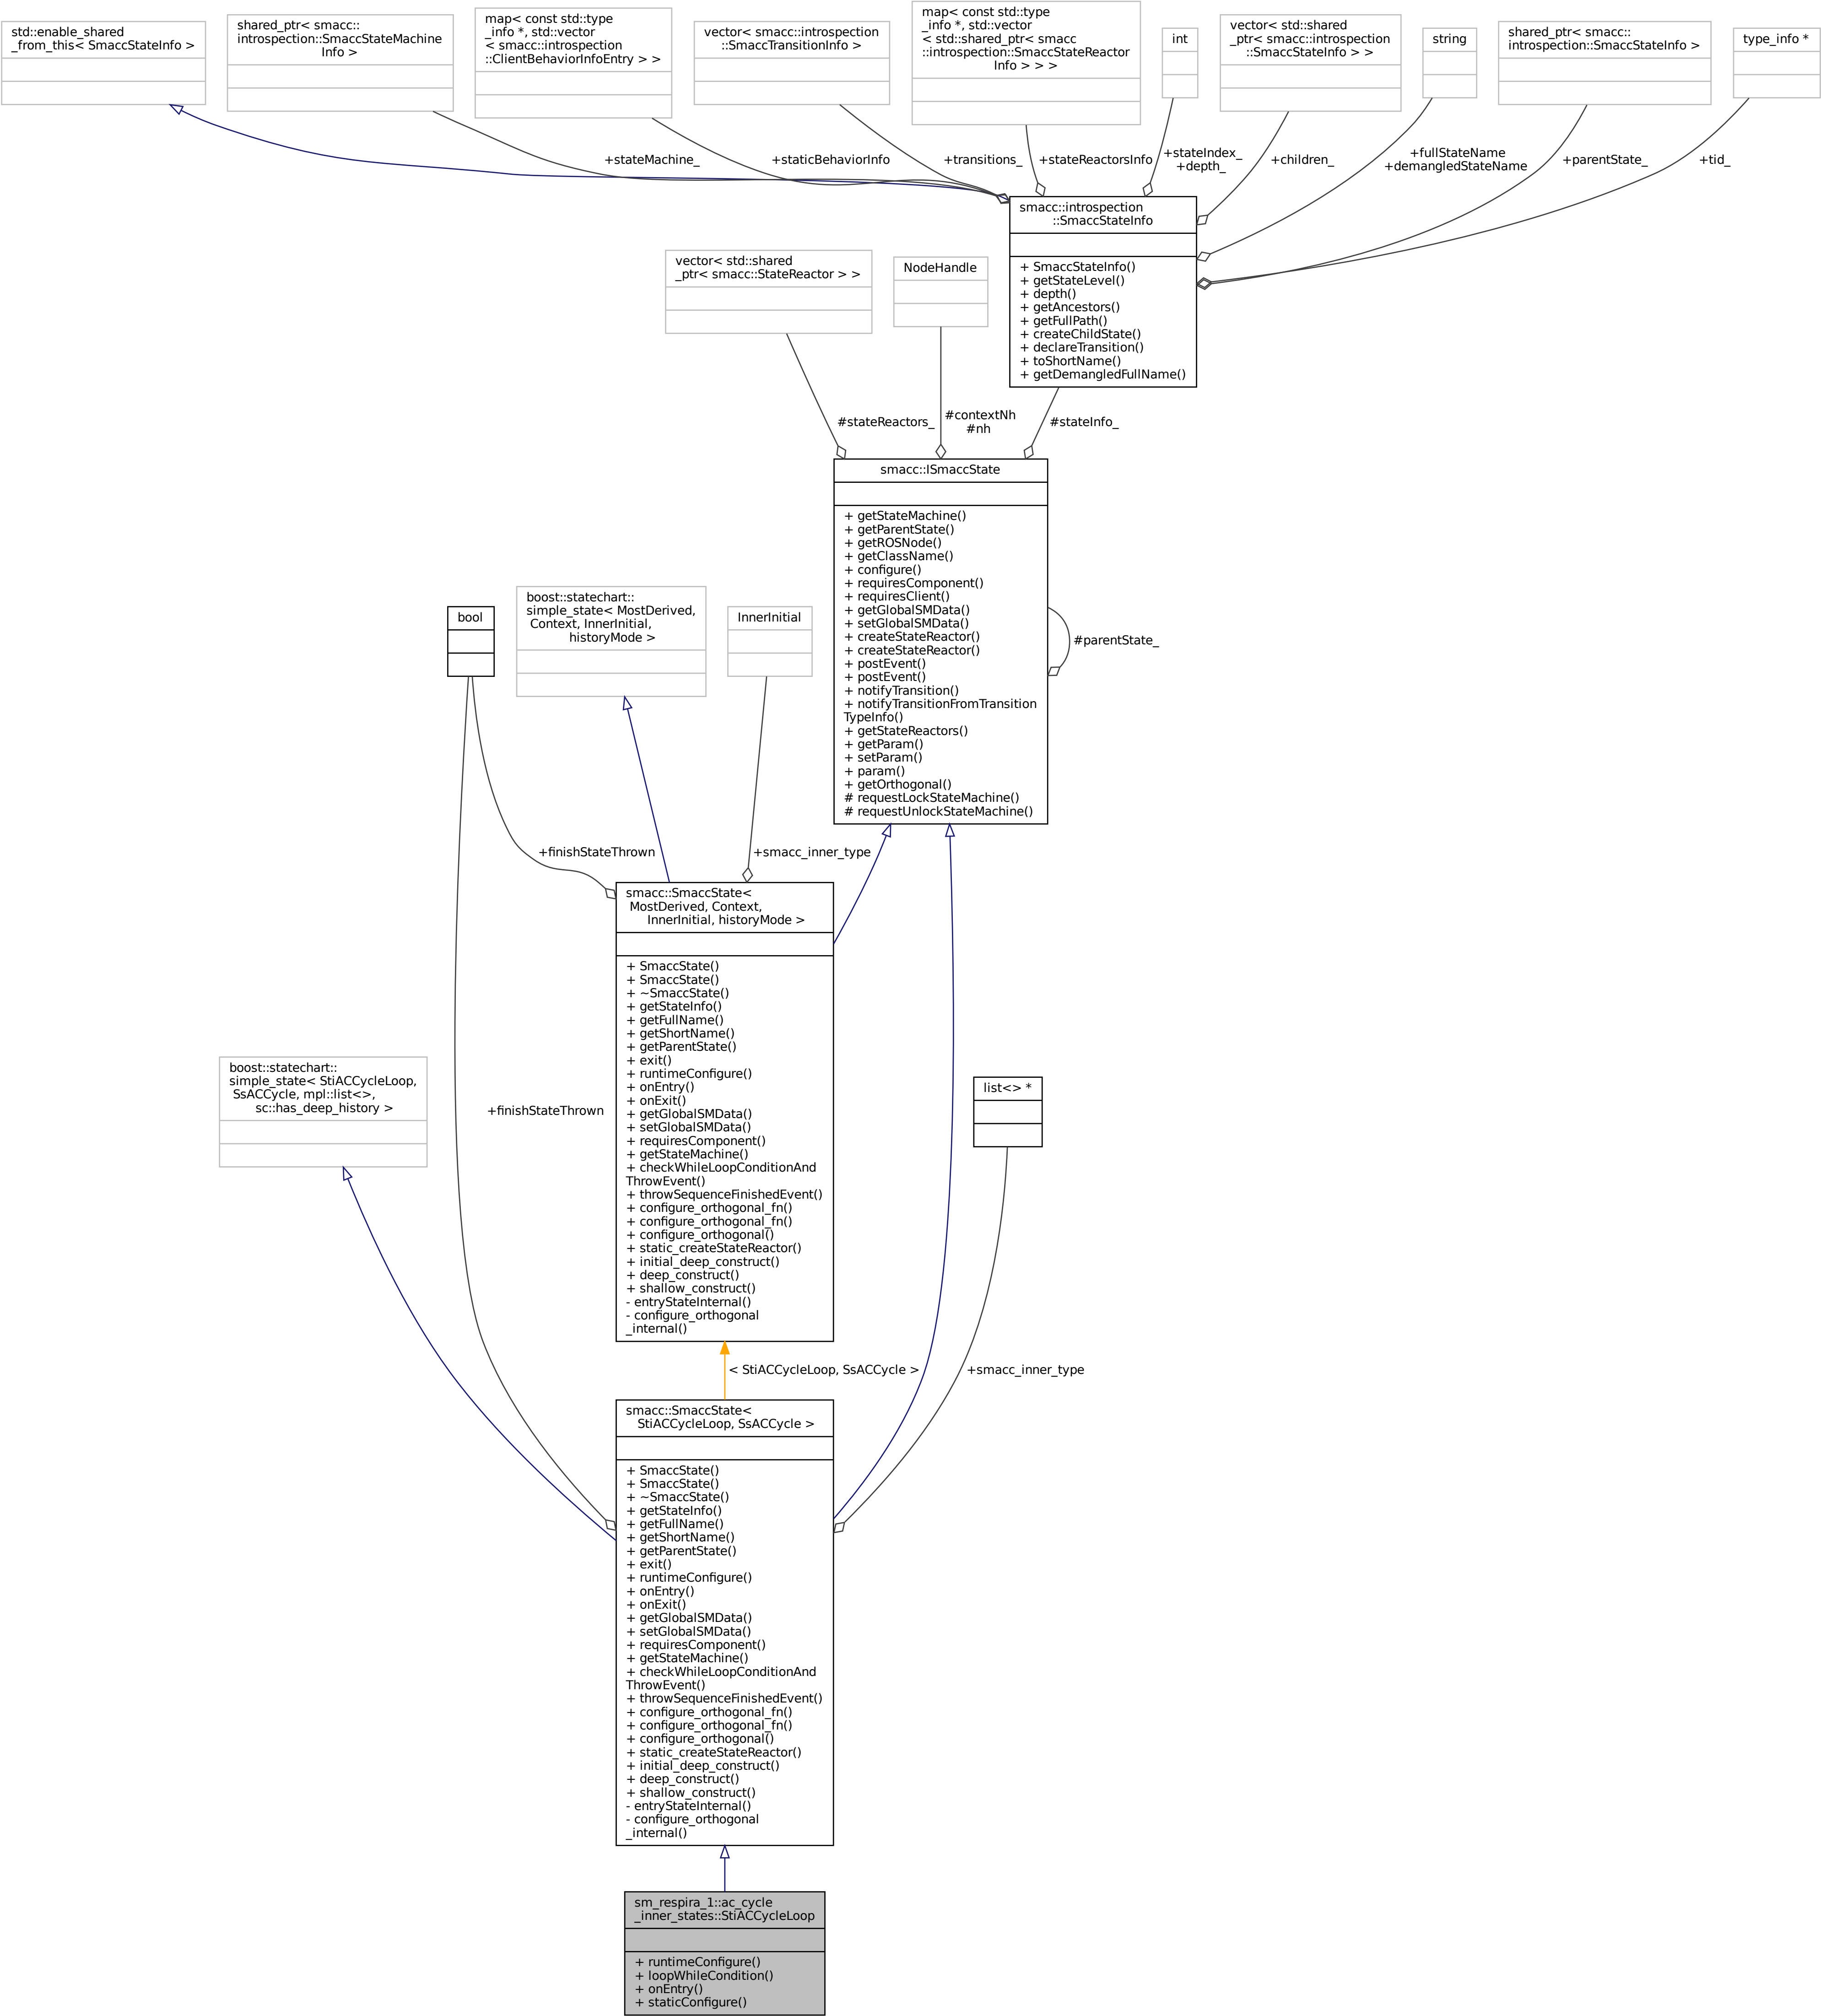 std::enable_shared
_from_this< SmaccStateInfo >
shared_ptr< smacc::
introspection::SmaccStateMachine
Info >
map< const std::type
_info *, std::vector
< smacc::introspection
::ClientBehaviorInfoEntry > >
vector< smacc::introspection
::SmaccTransitionInfo >
map< const std::type
_info *, std::vector
< std::shared_ptr< smacc
::introspection::SmaccStateReactor
Info > > >
int
vector< std::shared
_ptr< smacc::introspection
::SmaccStateInfo > >
string
shared_ptr< smacc::
introspection::SmaccStateInfo >
type_info *
+stateMachine_
+staticBehaviorInfo
+transitions_
+stateReactorsInfo
+stateIndex_
+depth_
+children_
+fullStateName
+demangledStateName
+parentState_
+tid_
smacc::introspection
::SmaccStateInfo
+ SmaccStateInfo()
+ getStateLevel()
+ depth()
+ getAncestors()
+ getFullPath()
+ createChildState()
+ declareTransition()
+ toShortName()
+ getDemangledFullName()
vector< std::shared
_ptr< smacc::StateReactor > >
NodeHandle
#stateReactors_
#contextNh
#nh
#stateInfo_
smacc::ISmaccState
+ getStateMachine()
+ getParentState()
+ getROSNode()
+ getClassName()
+ configure()
+ requiresComponent()
+ requiresClient()
+ getGlobalSMData()
+ setGlobalSMData()
+ createStateReactor()
+ createStateReactor()
+ postEvent()
+ postEvent()
+ notifyTransition()
+ notifyTransitionFromTransition
TypeInfo()
+ getStateReactors()
+ getParam()
+ setParam()
+ param()
+ getOrthogonal()
# requestLockStateMachine()
# requestUnlockStateMachine()
#parentState_
bool
boost::statechart::
simple_state< MostDerived,
Context, InnerInitial,
historyMode >
InnerInitial
+finishStateThrown
+smacc_inner_type
smacc::SmaccState<
MostDerived, Context,
InnerInitial, historyMode >
+ SmaccState()
+ SmaccState()
+ ~SmaccState()
+ getStateInfo()
+ getFullName()
+ getShortName()
+ getParentState()
+ exit()
+ runtimeConfigure()
+ onEntry()
+ onExit()
+ getGlobalSMData()
+ setGlobalSMData()
+ requiresComponent()
+ getStateMachine()
+ checkWhileLoopConditionAnd
ThrowEvent()
+ throwSequenceFinishedEvent()
+ configure_orthogonal_fn()
+ configure_orthogonal_fn()
+ configure_orthogonal()
+ static_createStateReactor()
+ initial_deep_construct()
+ deep_construct()
+ shallow_construct()
- entryStateInternal()
- configure_orthogonal
_internal()
boost::statechart::
simple_state< StiACCycleLoop,
SsACCycle, mpl::list<>,
sc::has_deep_history >
+finishStateThrown
list<> *
< StiACCycleLoop, SsACCycle >
+smacc_inner_type
smacc::SmaccState<
StiACCycleLoop, SsACCycle >
+ SmaccState()
+ SmaccState()
+ ~SmaccState()
+ getStateInfo()
+ getFullName()
+ getShortName()
+ getParentState()
+ exit()
+ runtimeConfigure()
+ onEntry()
+ onExit()
+ getGlobalSMData()
+ setGlobalSMData()
+ requiresComponent()
+ getStateMachine()
+ checkWhileLoopConditionAnd
ThrowEvent()
+ throwSequenceFinishedEvent()
+ configure_orthogonal_fn()
+ configure_orthogonal_fn()
+ configure_orthogonal()
+ static_createStateReactor()
+ initial_deep_construct()
+ deep_construct()
+ shallow_construct()
- entryStateInternal()
- configure_orthogonal
_internal()
sm_respira_1::ac_cycle
_inner_states::StiACCycleLoop
+ runtimeConfigure()
+ loopWhileCondition()
+ onEntry()
+ staticConfigure()